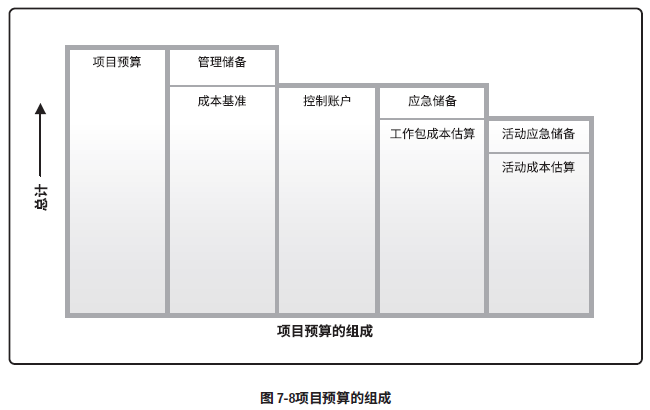 项目预算
管理储备
成本基准
控制账户
应急储备
工作包成本估算
活动应急储备
活动成本估算
总计
项目预算的组成
图 7-8项目预算的组成